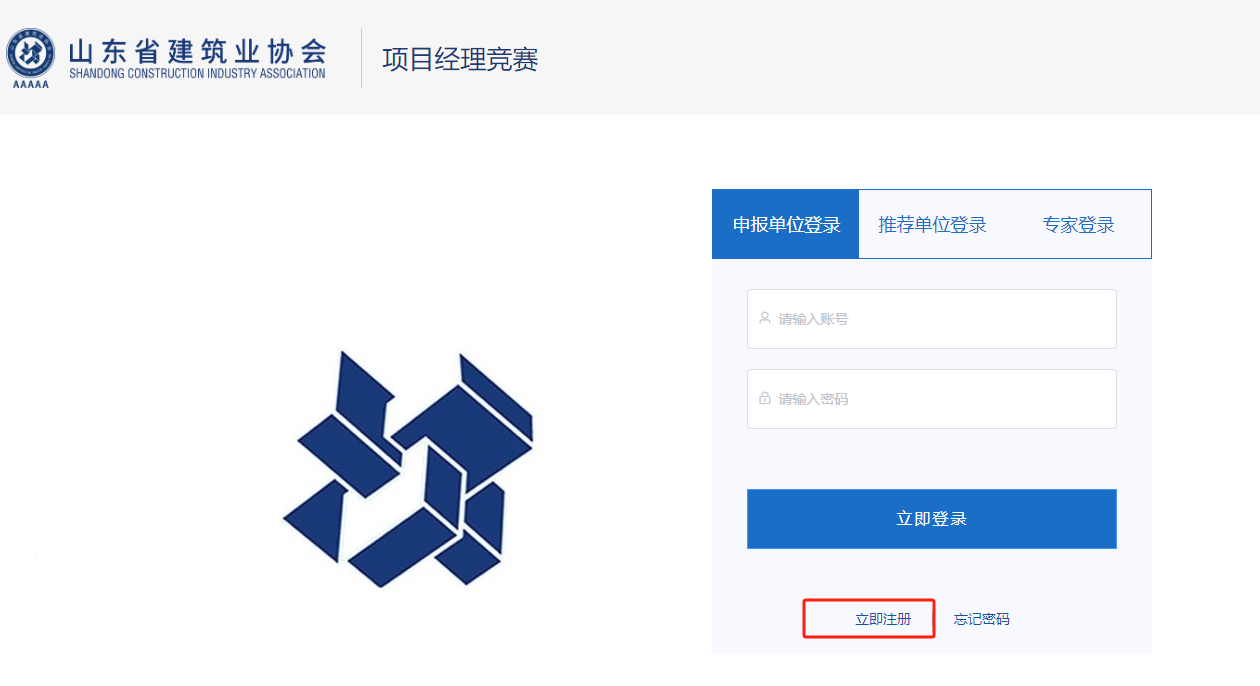 山东省建筑业协会
SHANDONG CONSTRUCTION INDUSTRY ASSOCIATION
AAAAA
项目经理竞赛
申报单位登录 推荐单位登录 专家登录
请输入账号
请输入密码
立即登录
立即注册 忘记密码